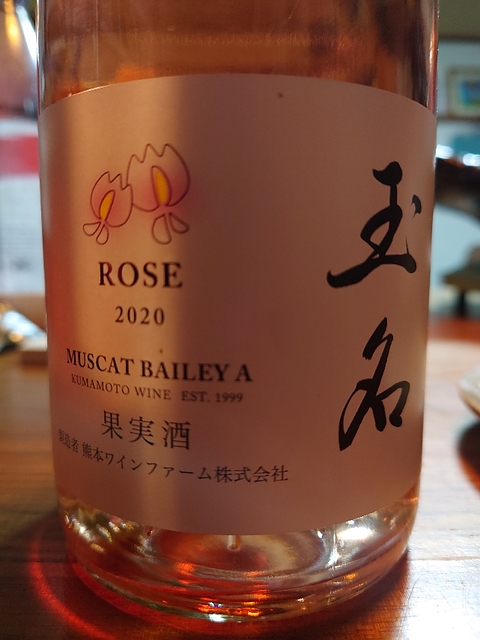 玉名
ROSE
2020
MUSCAT BAILEY A
KUMAMOTO WINE EST. 1999
果実酒
製造者 熊本ワインファーム株式会社